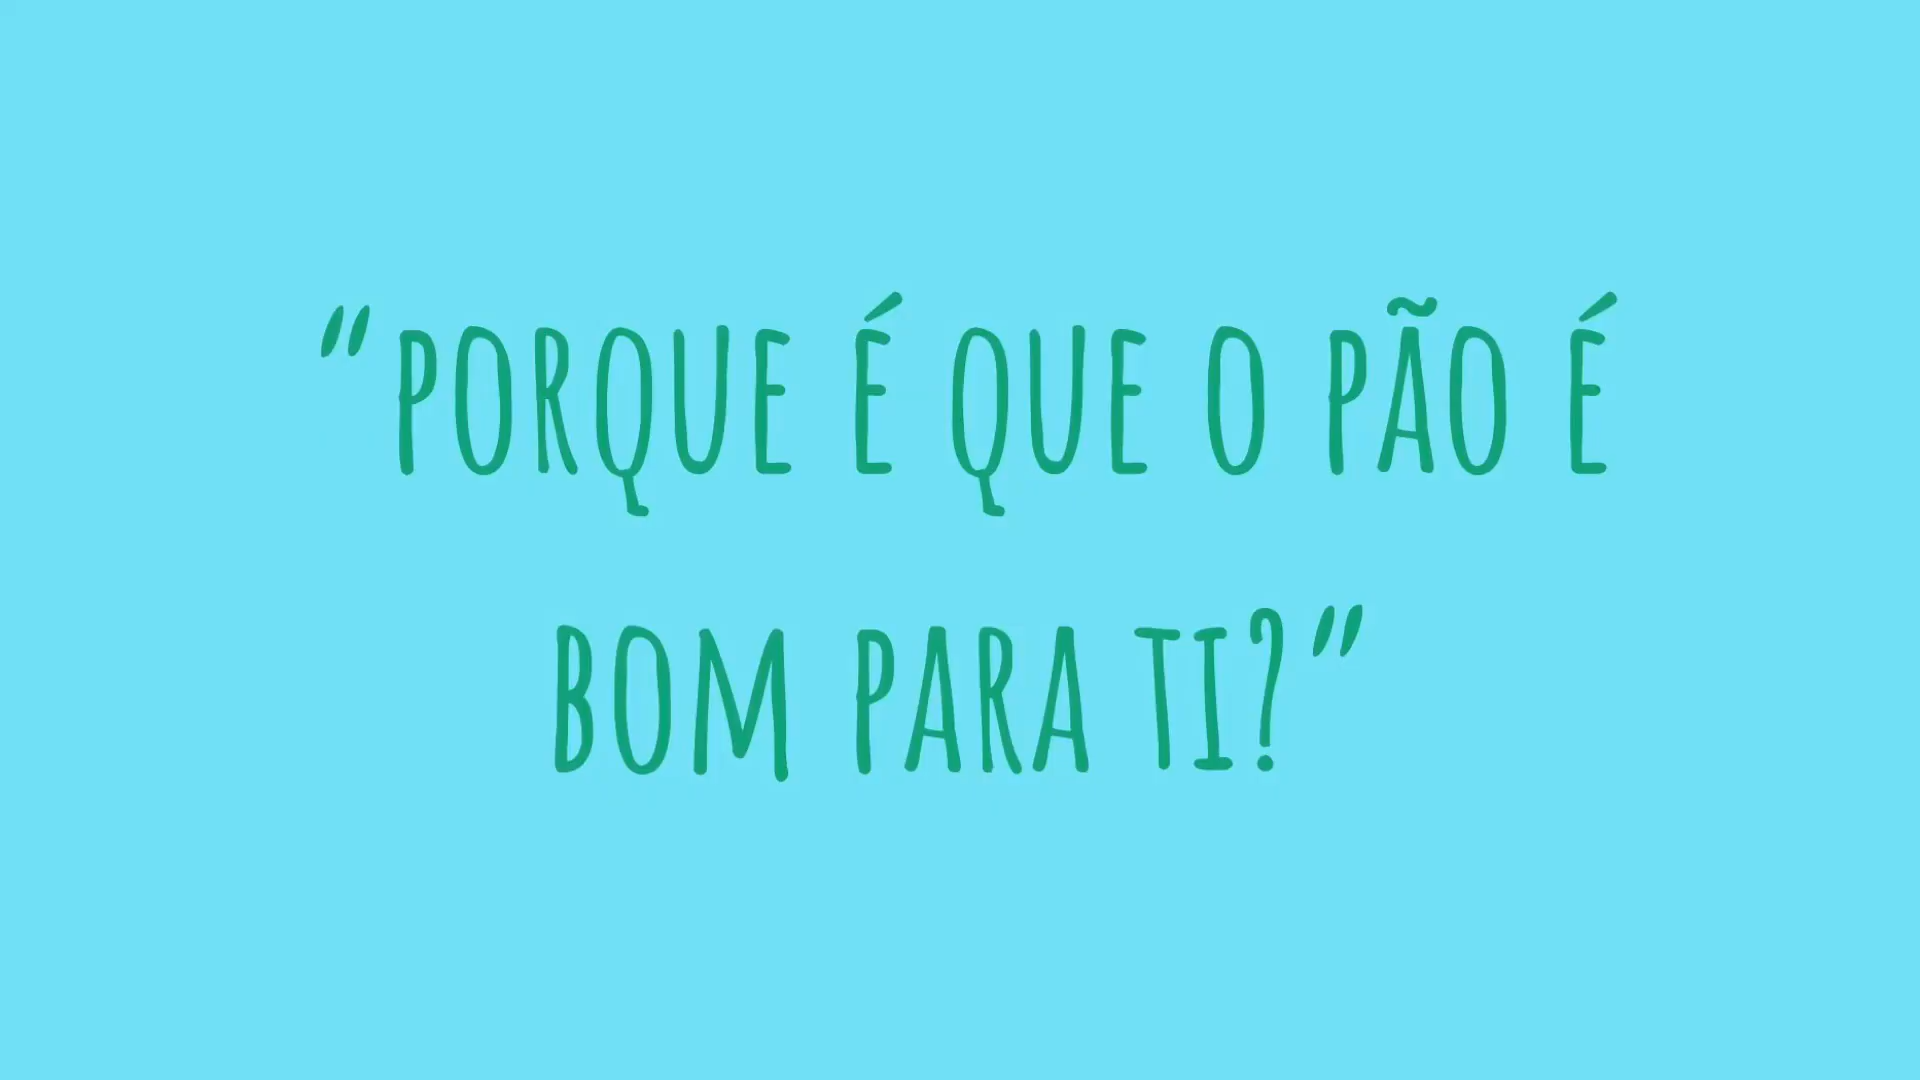 “PORQUE É QUE O PÃO É
BOM PARA TI?”